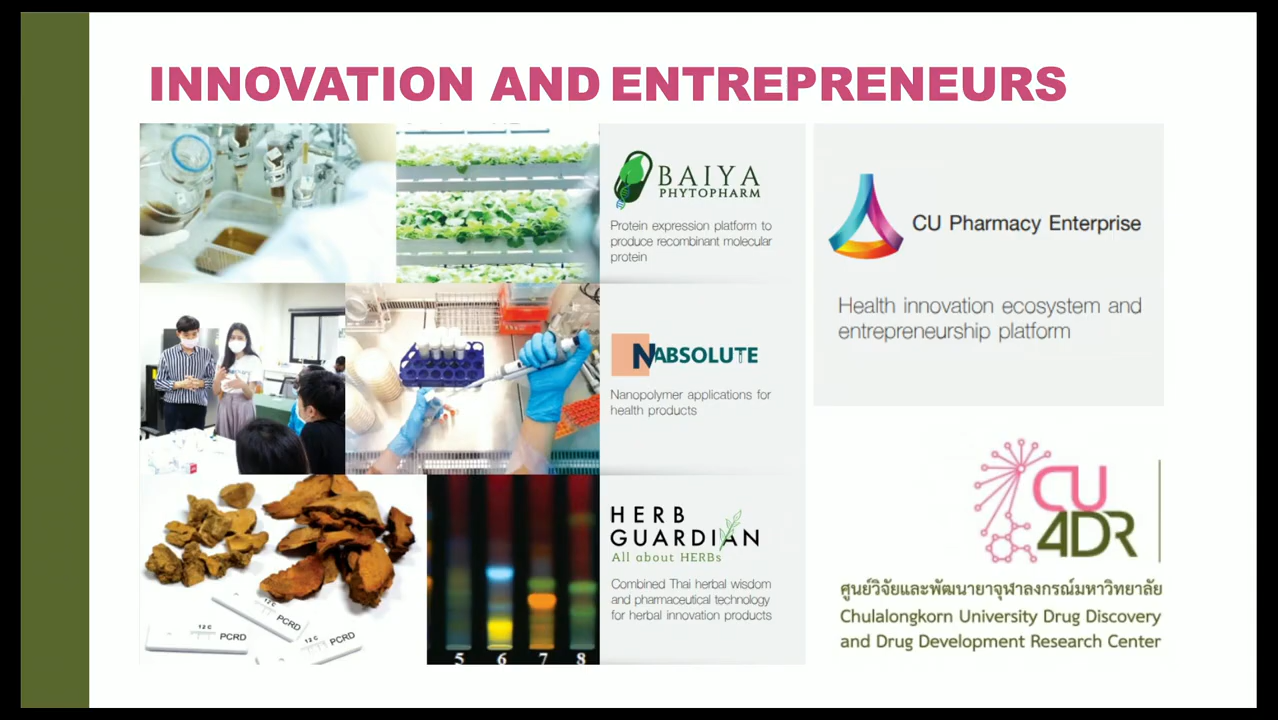 INNOVATION AND ENTREPRENEURS
BAIYA
PHYTOPHARM
Protein expression platform to
produce recombinant molecular
protein
NABSOLUTE
Nanopolymer applications for
health products
HERB
GUARDIAN
All about HERBs
Combined Thai herbal wisdom
and pharmaceutical technology
for herbal innovation products
12 C
PCRD
12 C
PCRD
12 C
PCRD
5 6 7 8
CU Pharmacy Enterprise
Health innovation ecosystem and
entrepreneurship platform
CU
4DR
ศูนย์วิจัยและพัฒนายาจุฬาลงกรณ์มหาวิทยาลัย
Chulalongkorn University Drug Discovery
and Drug Development Research Center